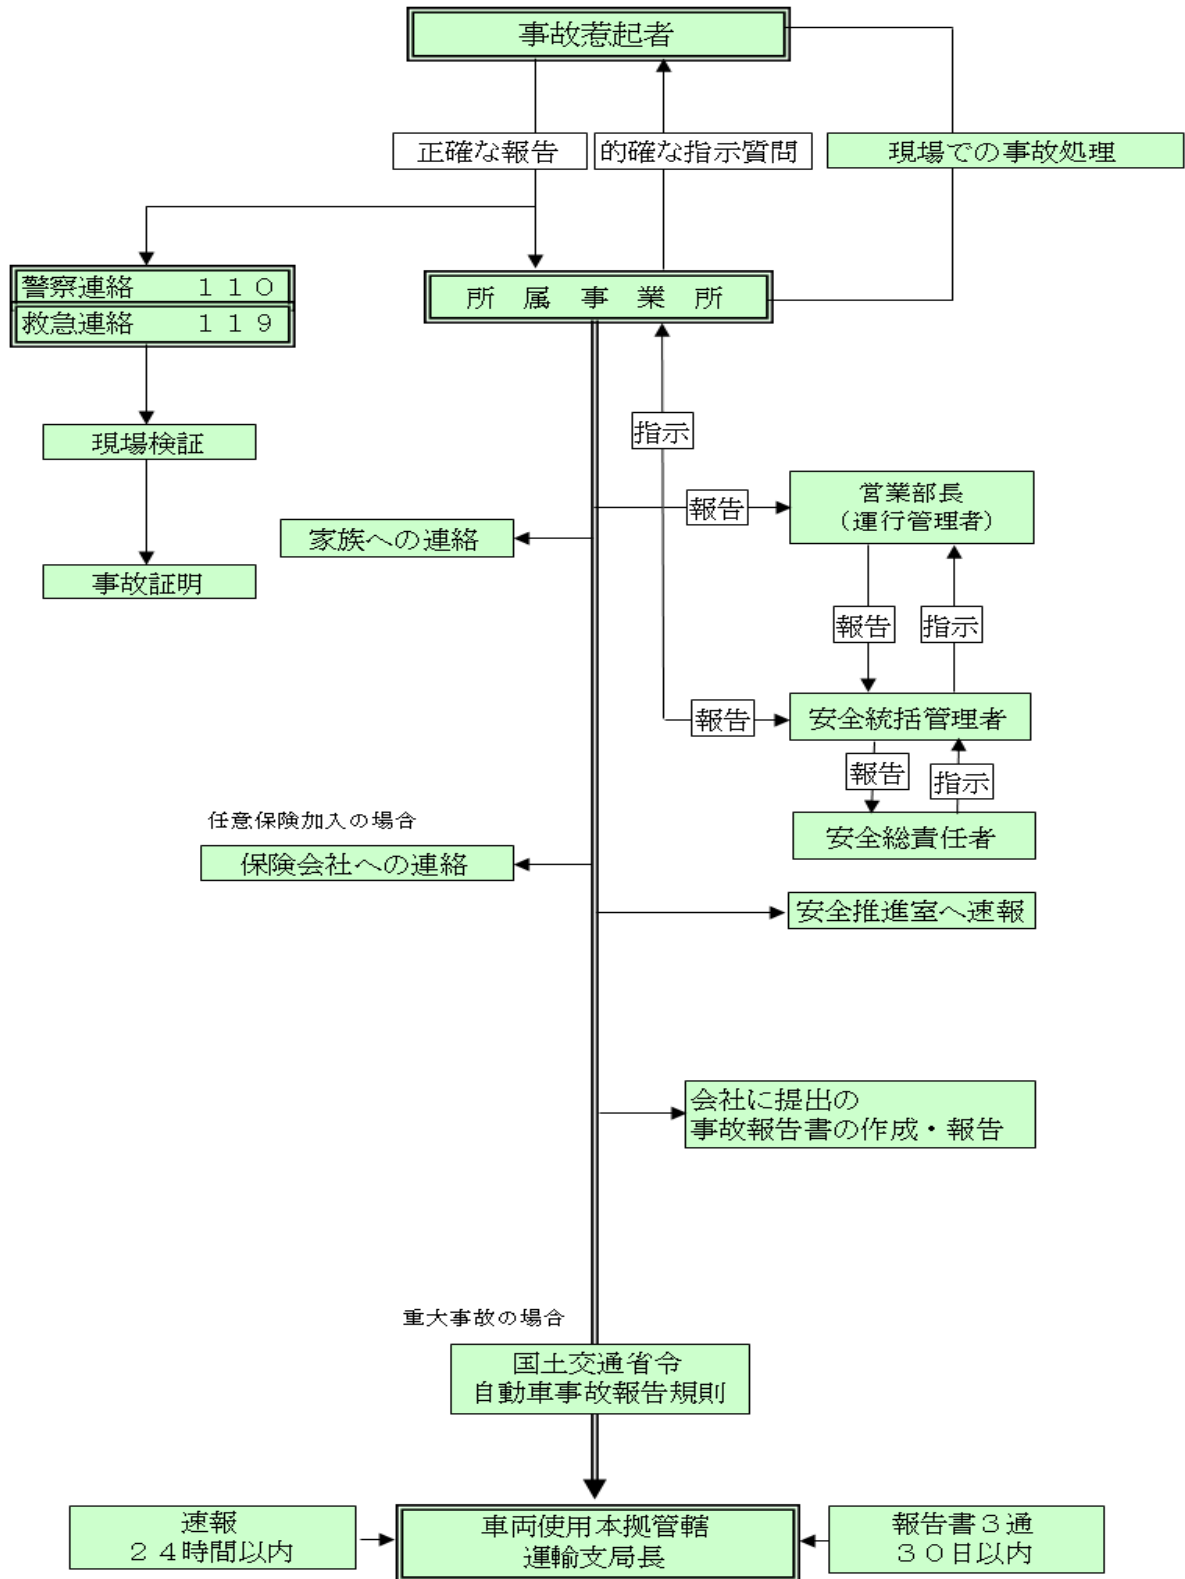 事故惹起者
正確な報告
的確な指示質問
現場での事故処理
警察連絡　１１０
救急連絡　１１９
所属事業所
現場検証
指示
営業部長
（運行管理者）
報告
家族への連絡
事故証明
報告
指示
報告
安全統括管理者
報告
指示
任意保険加入の場合
安全総責任者
保険会社への連絡
安全推進室へ速報
会社に提出の
事故報告書の作成・報告
重大事故の場合
国土交通省令
自動車事故報告規則
速報
２４時間以内
車両使用本拠管轄
運輸支局長
報告書３通
３０日以内